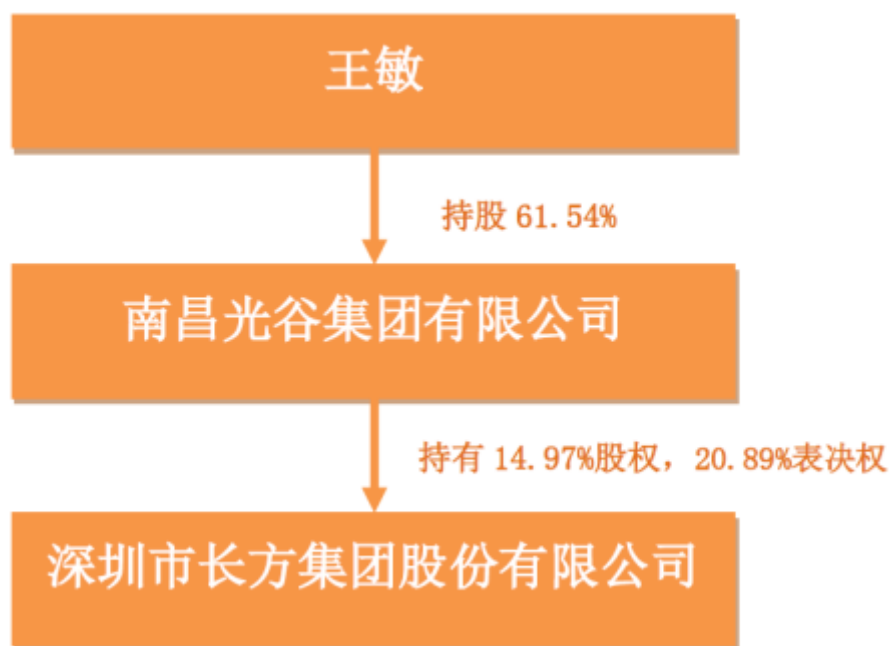 王敏
持股 61.54%
南昌光谷集团有限公司
持有 14.97%股权，20.89%表决权
深圳市长方集团股份有限公司